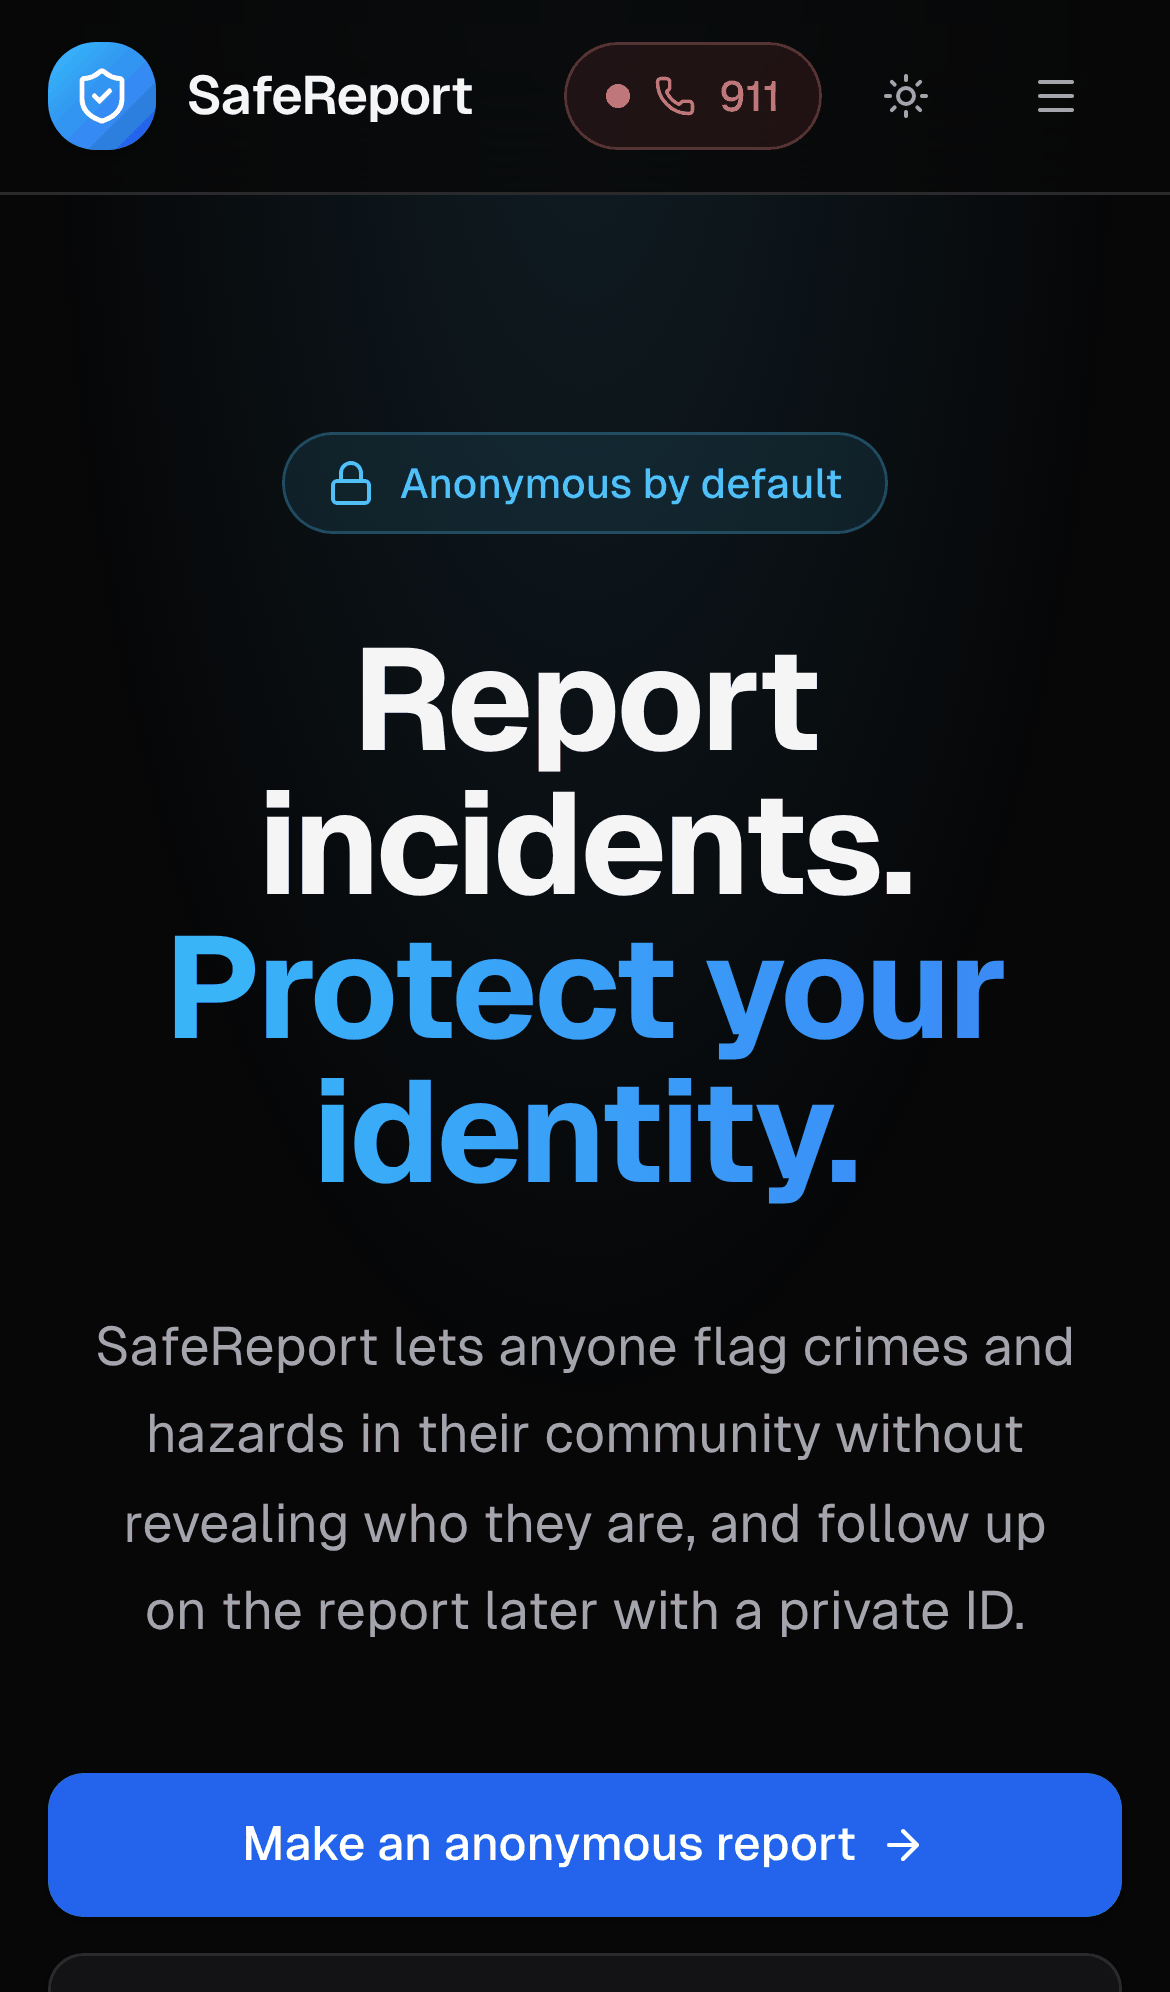 SafeReport
911
Anonymous by default
Report
incidents.
Protect your
identity.
SafeReport lets anyone flag crimes and
hazards in their community without
revealing who they are, and follow up
on the report later with a private ID.
Make an anonymous report →